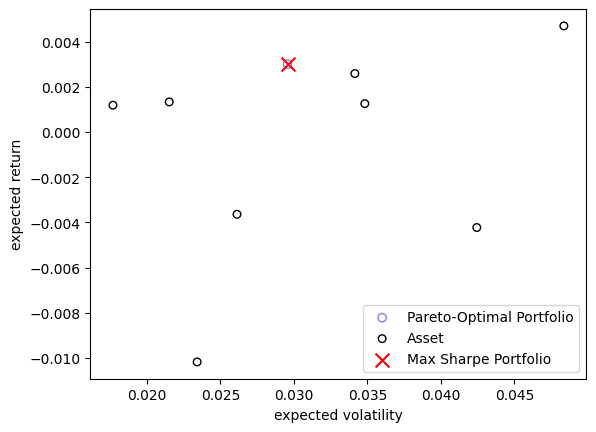 0.004
0.002
0.000
−0.002
−0.004
−0.006
−0.008
−0.010
expected return
Pareto-Optimal Portfolio
Asset
Max Sharpe Portfolio
0.020 0.025 0.030 0.035 0.040 0.045
expected volatility